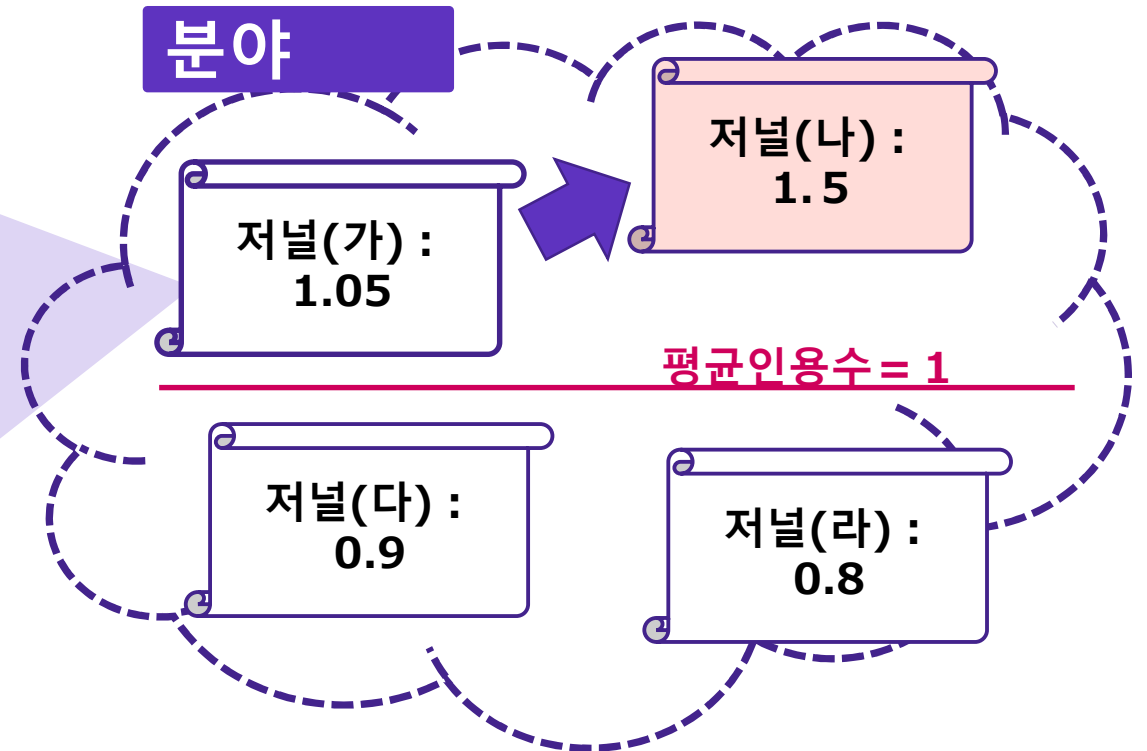 분야
저널(나) :
1. 5
저널(가) :
1.05
평균인용수 = 1
저널(다) :
0.9
저널(라) :
0.8